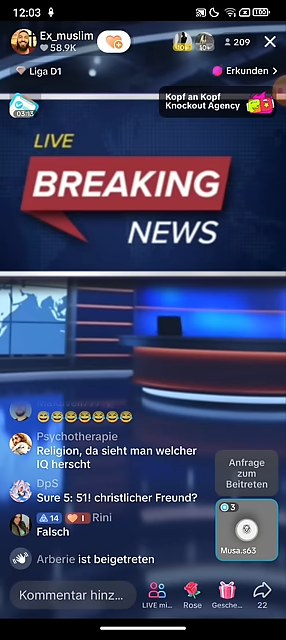 12:03
100
Ex_muslim
58.9K
10+
209
Liga D1
Erkunden >
03:13
Kopf an Kopf
Knockout Agency
LIVE
BREAKING
NEWS
😂😂😂😂😂😂😂
Psychotherapie
Religion, da sieht man welcher
IQ herscht
DpS
Sure 5: 51! christlicher Freund?
14 I Rini
Falsch
Arberie ist beigetreten
Anfrage
zum
Beitreten
3
Musa.s63
Kommentar hinz...
LIVE mi...
Rose
Gesche...
22